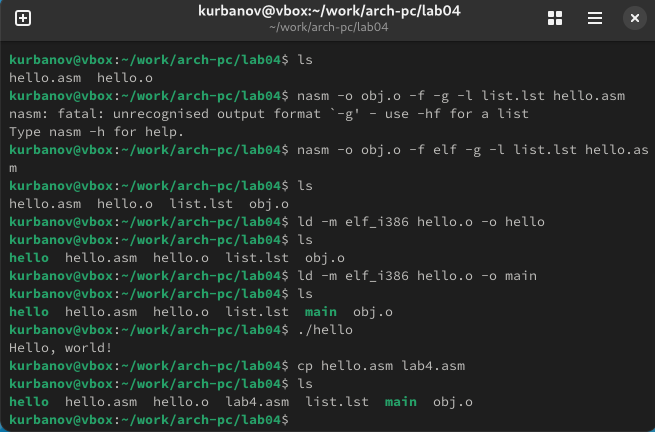 kurbanov@vbox:~/work/arch-pc/lab04
~/work/arch-pc/lab04
kurbanov@vbox:~/work/arch-pc/lab04$ ls
hello.asm  hello.o
kurbanov@vbox:~/work/arch-pc/lab04$ nasm -o obj.o -f -g -l list.lst hello.asm
nasm: fatal: unrecognised output format `-g' - use -hf for a list
Type nasm -h for help.
kurbanov@vbox:~/work/arch-pc/lab04$ nasm -o obj.o -f elf -g -l list.lst hello.as
m
kurbanov@vbox:~/work/arch-pc/lab04$ ls
hello.asm  hello.o  list.lst  obj.o
kurbanov@vbox:~/work/arch-pc/lab04$ ld -m elf_i386 hello.o -o hello
kurbanov@vbox:~/work/arch-pc/lab04$ ls
hello  hello.asm  hello.o  list.lst  obj.o
kurbanov@vbox:~/work/arch-pc/lab04$ ld -m elf_i386 hello.o -o main
kurbanov@vbox:~/work/arch-pc/lab04$ ls
hello  hello.asm  hello.o  list.lst  main  obj.o
kurbanov@vbox:~/work/arch-pc/lab04$ ./hello
Hello, world!
kurbanov@vbox:~/work/arch-pc/lab04$ cp hello.asm lab4.asm
kurbanov@vbox:~/work/arch-pc/lab04$ ls
hello  hello.asm  hello.o  lab4.asm  list.lst  main  obj.o
kurbanov@vbox:~/work/arch-pc/lab04$